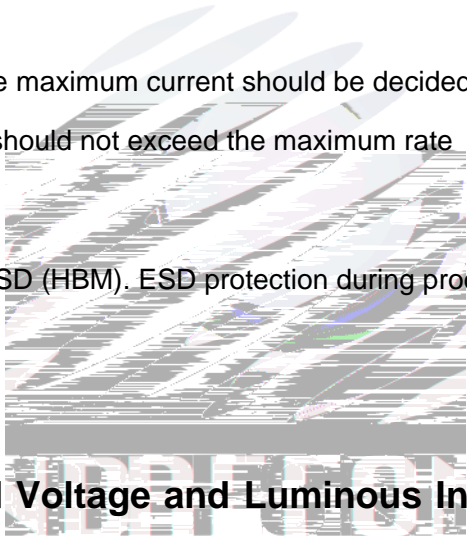 e maximum current should be decided
should not exceed the maximum rate
SD (HBM). ESD protection during
Voltage and Luminous In